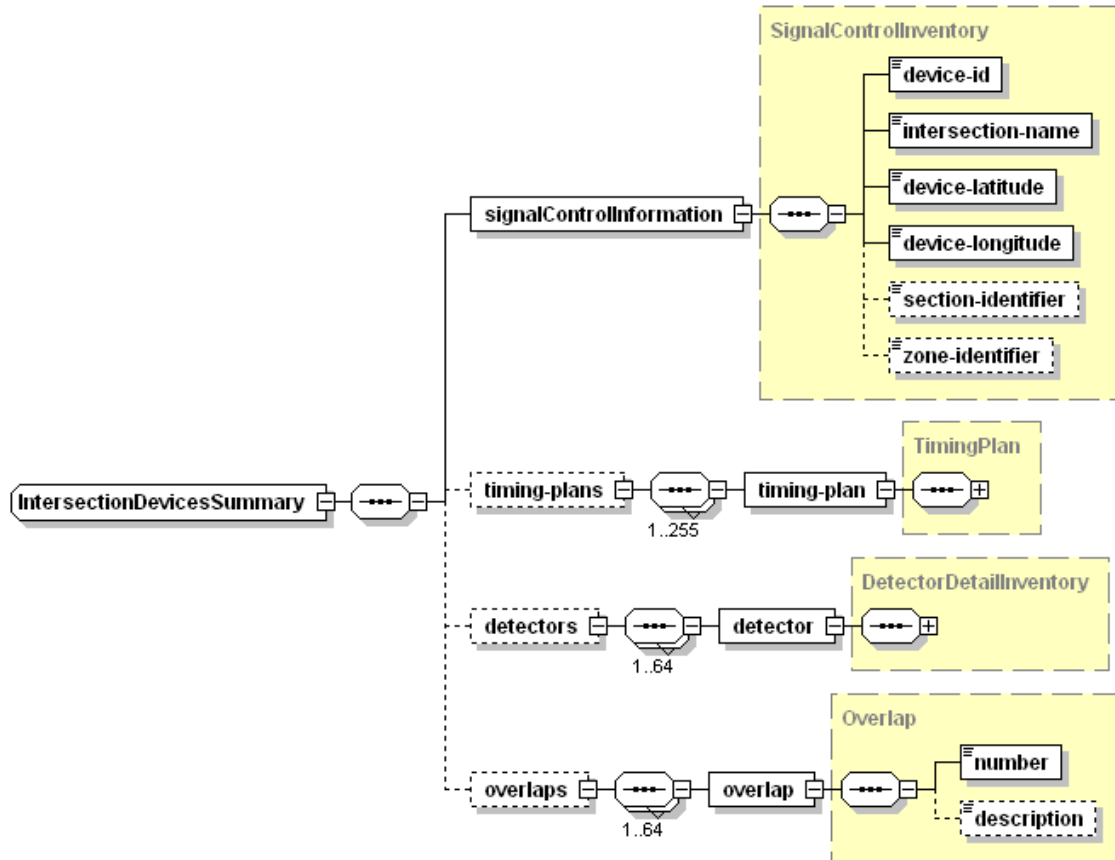 SignalControlInventory
device-id
intersection-name
device-latitude
signalControlInformation
device-longitude
section-identifier
zone-identifier
TimingPlan
IntersectionDevicesSummary
timing-plans
timing-plan
1..255
DetectorDetailInventory
detectors
detector
1..64
Overlap
number
overlaps
overlap
description
1..64